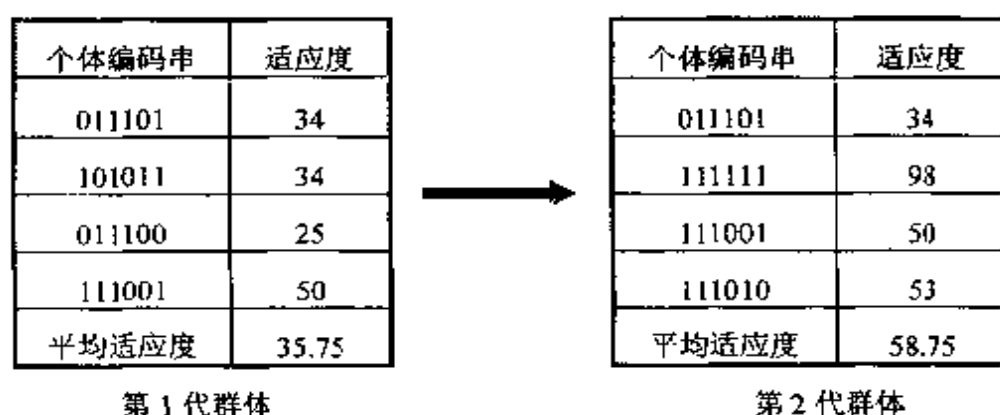 个体编码串 适应度
011101 34
101011 34
011100 25
111001 50
平均适应度 35.75
第1代群体
个体编码串 适应度
011101 34
111111 98
111001 50
111010 53
平均适应度 58.75
第2代群体